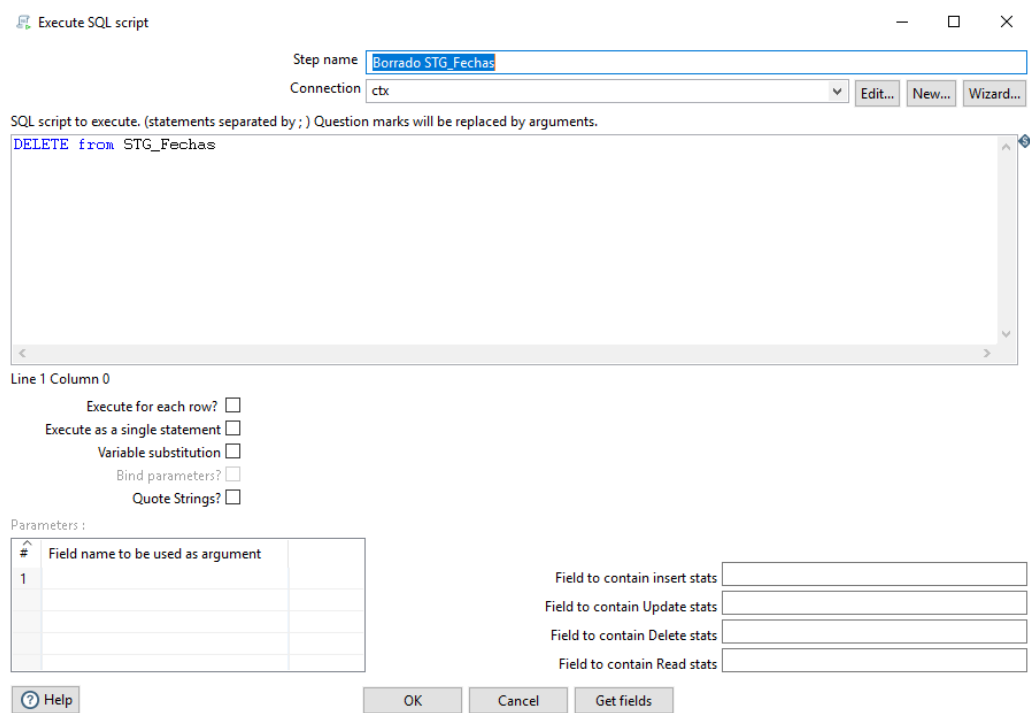 Execute SQL script
Step name Borrado STG_Fechas
Connection ctx Edit... New... Wizard...
SQL script to execute. (statements separated by ; ) Question marks will be replaced by arguments.
DELETE from STG_Fechas
Line 1 Column 0
Execute for each row?
Execute as a single statement
Variable substitution
Bind parameters?
Quote Strings?
Parameters :
# Field name to be used as argument
1
Field to contain insert stats
Field to contain Update stats
Field to contain Delete stats
Field to contain Read stats
Help OK Cancel Get fields